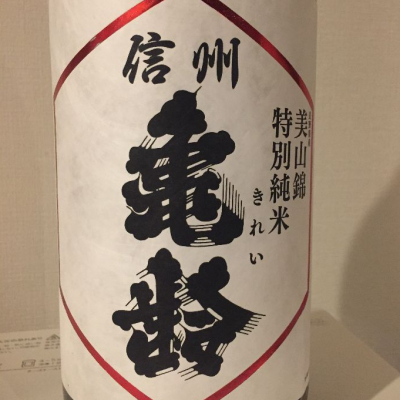 信州
亀齢
きれい
美山錦
特別純米